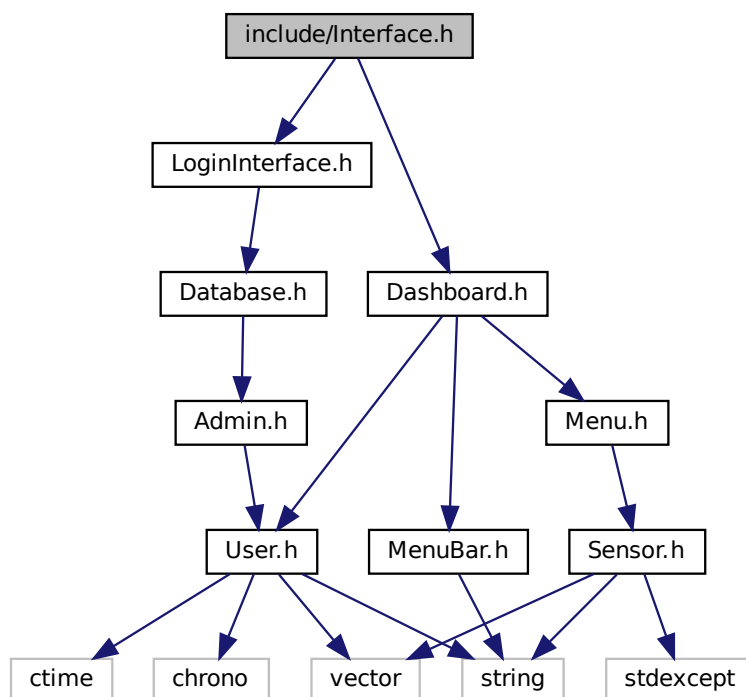 include/Interface.h
LoginInterface.h
Database.h
Dashboard.h
Admin.h
Menu.h
User.h
MenuBar.h
Sensor.h
ctime
chrono
vector
string
stdexcept